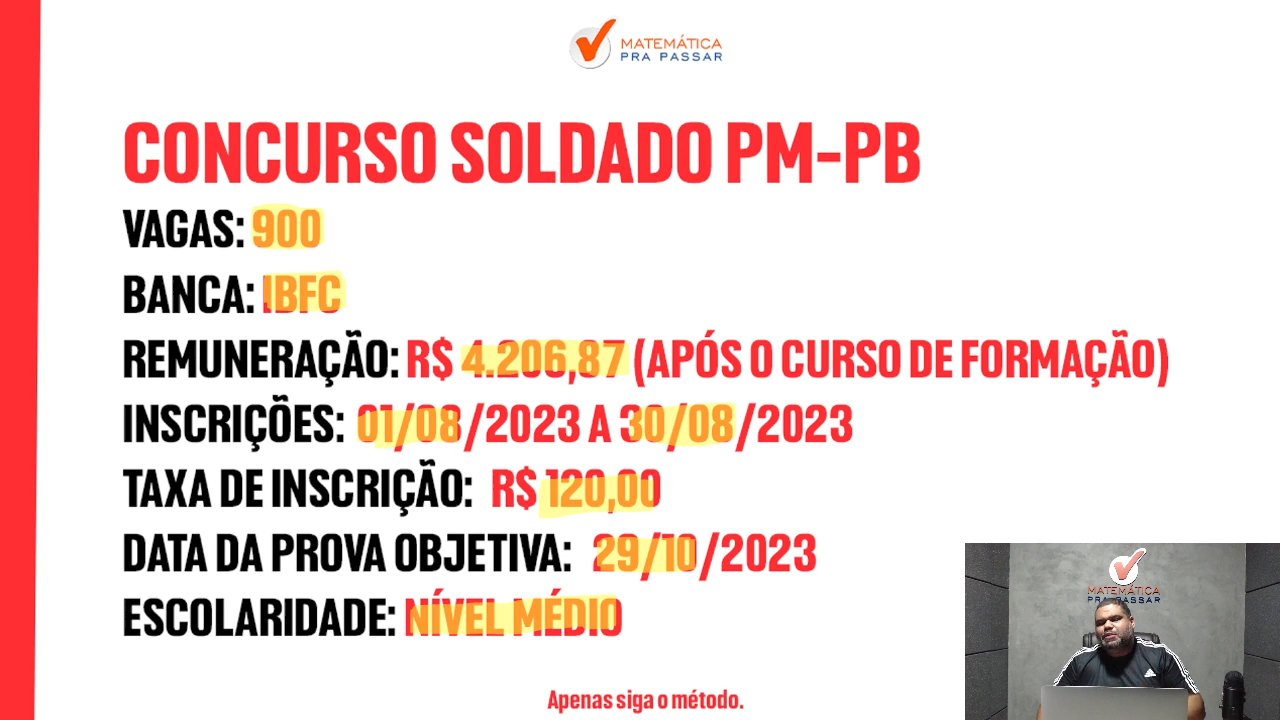 MATEMÁTICA
PRA PASSAR
CONCURSO SOLDADO PM-PB
VAGAS: 900
BANCA: IBFC
REMUNERAÇÃO: R$ 4.206,87 (APÓS O CURSO DE FORMAÇÃO)
INSCRIÇÕES: 01/08/2023 A 30/08/2023
TAXA DE INSCRIÇÃO: R$ 120,00
DATA DA PROVA OBJETIVA: 29/10/2023
ESCOLARIDADE: NÍVEL MÉDIO
MATEMÁTICA
PRA PASSAR
Apenas siga o método.